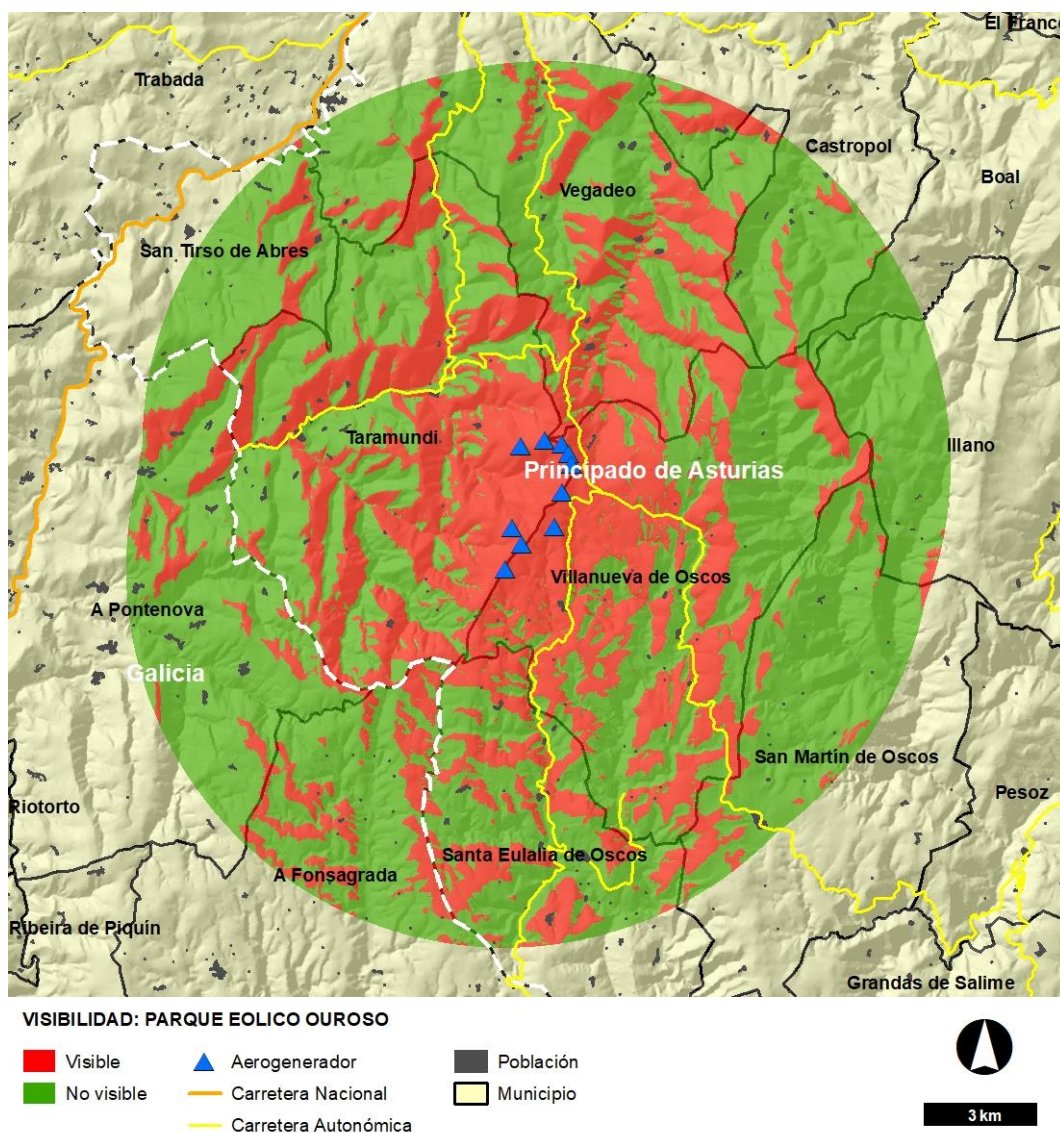 El Franco
Trabada
Castropol
Boal
Vegadeo
San Tirso de Abres
Taramundi
Illano
Principado de Asturias
Villanueva de Oscos
A Pontenova
Galicia
San Martín de Oscos
Riotorto
Pesoz
Santa Eulalia de Oscos
A Fonsagrada
Ribeira de Piquín
Grandas de Salime
VISIBILIDAD: PARQUE EOLICO OUROSO
Visible
Aerogenerador
Población
No visible
Carretera Nacional
Municipio
Carretera Autonómica
3 km